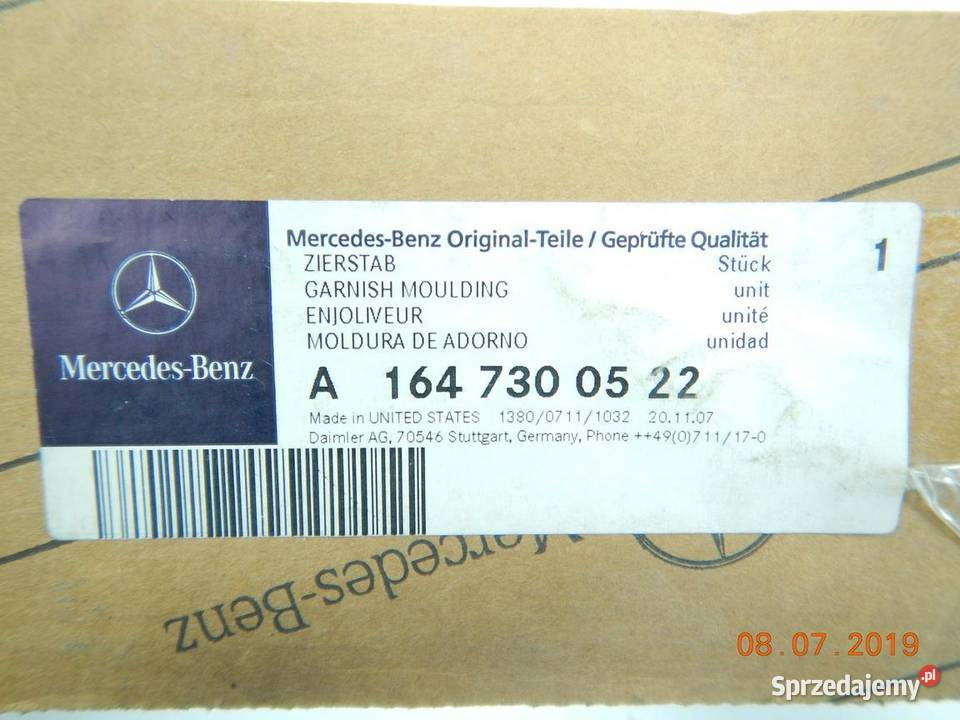 Mercedes-Benz Original-Teile / Geprüfte Qualität
ZIERSTAB Stück 1
GARNISH MOULDING unit
ENJOLIVEUR unité
MOLDURA DE ADORNO unidad
A 164 730 05 22
Made in UNITED STATES 1380/0711/1032 20.11.07
Daimler AG, 70546 Stuttgart, Germany, Phone ++49(0)711/17-0
Mercedes-Benz
Mercedes-Benz
08.07.2019
Sprzedajemy.pl